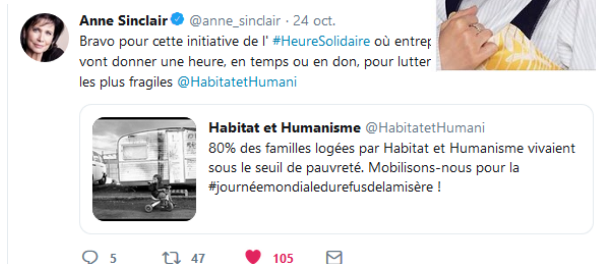 Anne Sinclair @anne_sinclair · 24 oct.
Bravo pour cette initiative de l' #HeureSolidaire où entrep
vont donner une heure, en temps ou en don, pour lutter
les plus fragiles @HabitatetHumani
Habitat et Humanisme @HabitatetHumani
80% des familles logées par Habitat et Humanisme vivaient
sous le seuil de pauvreté. Mobilisons-nous pour la
#journéemondialedurefusdelamisère !
5 47 105